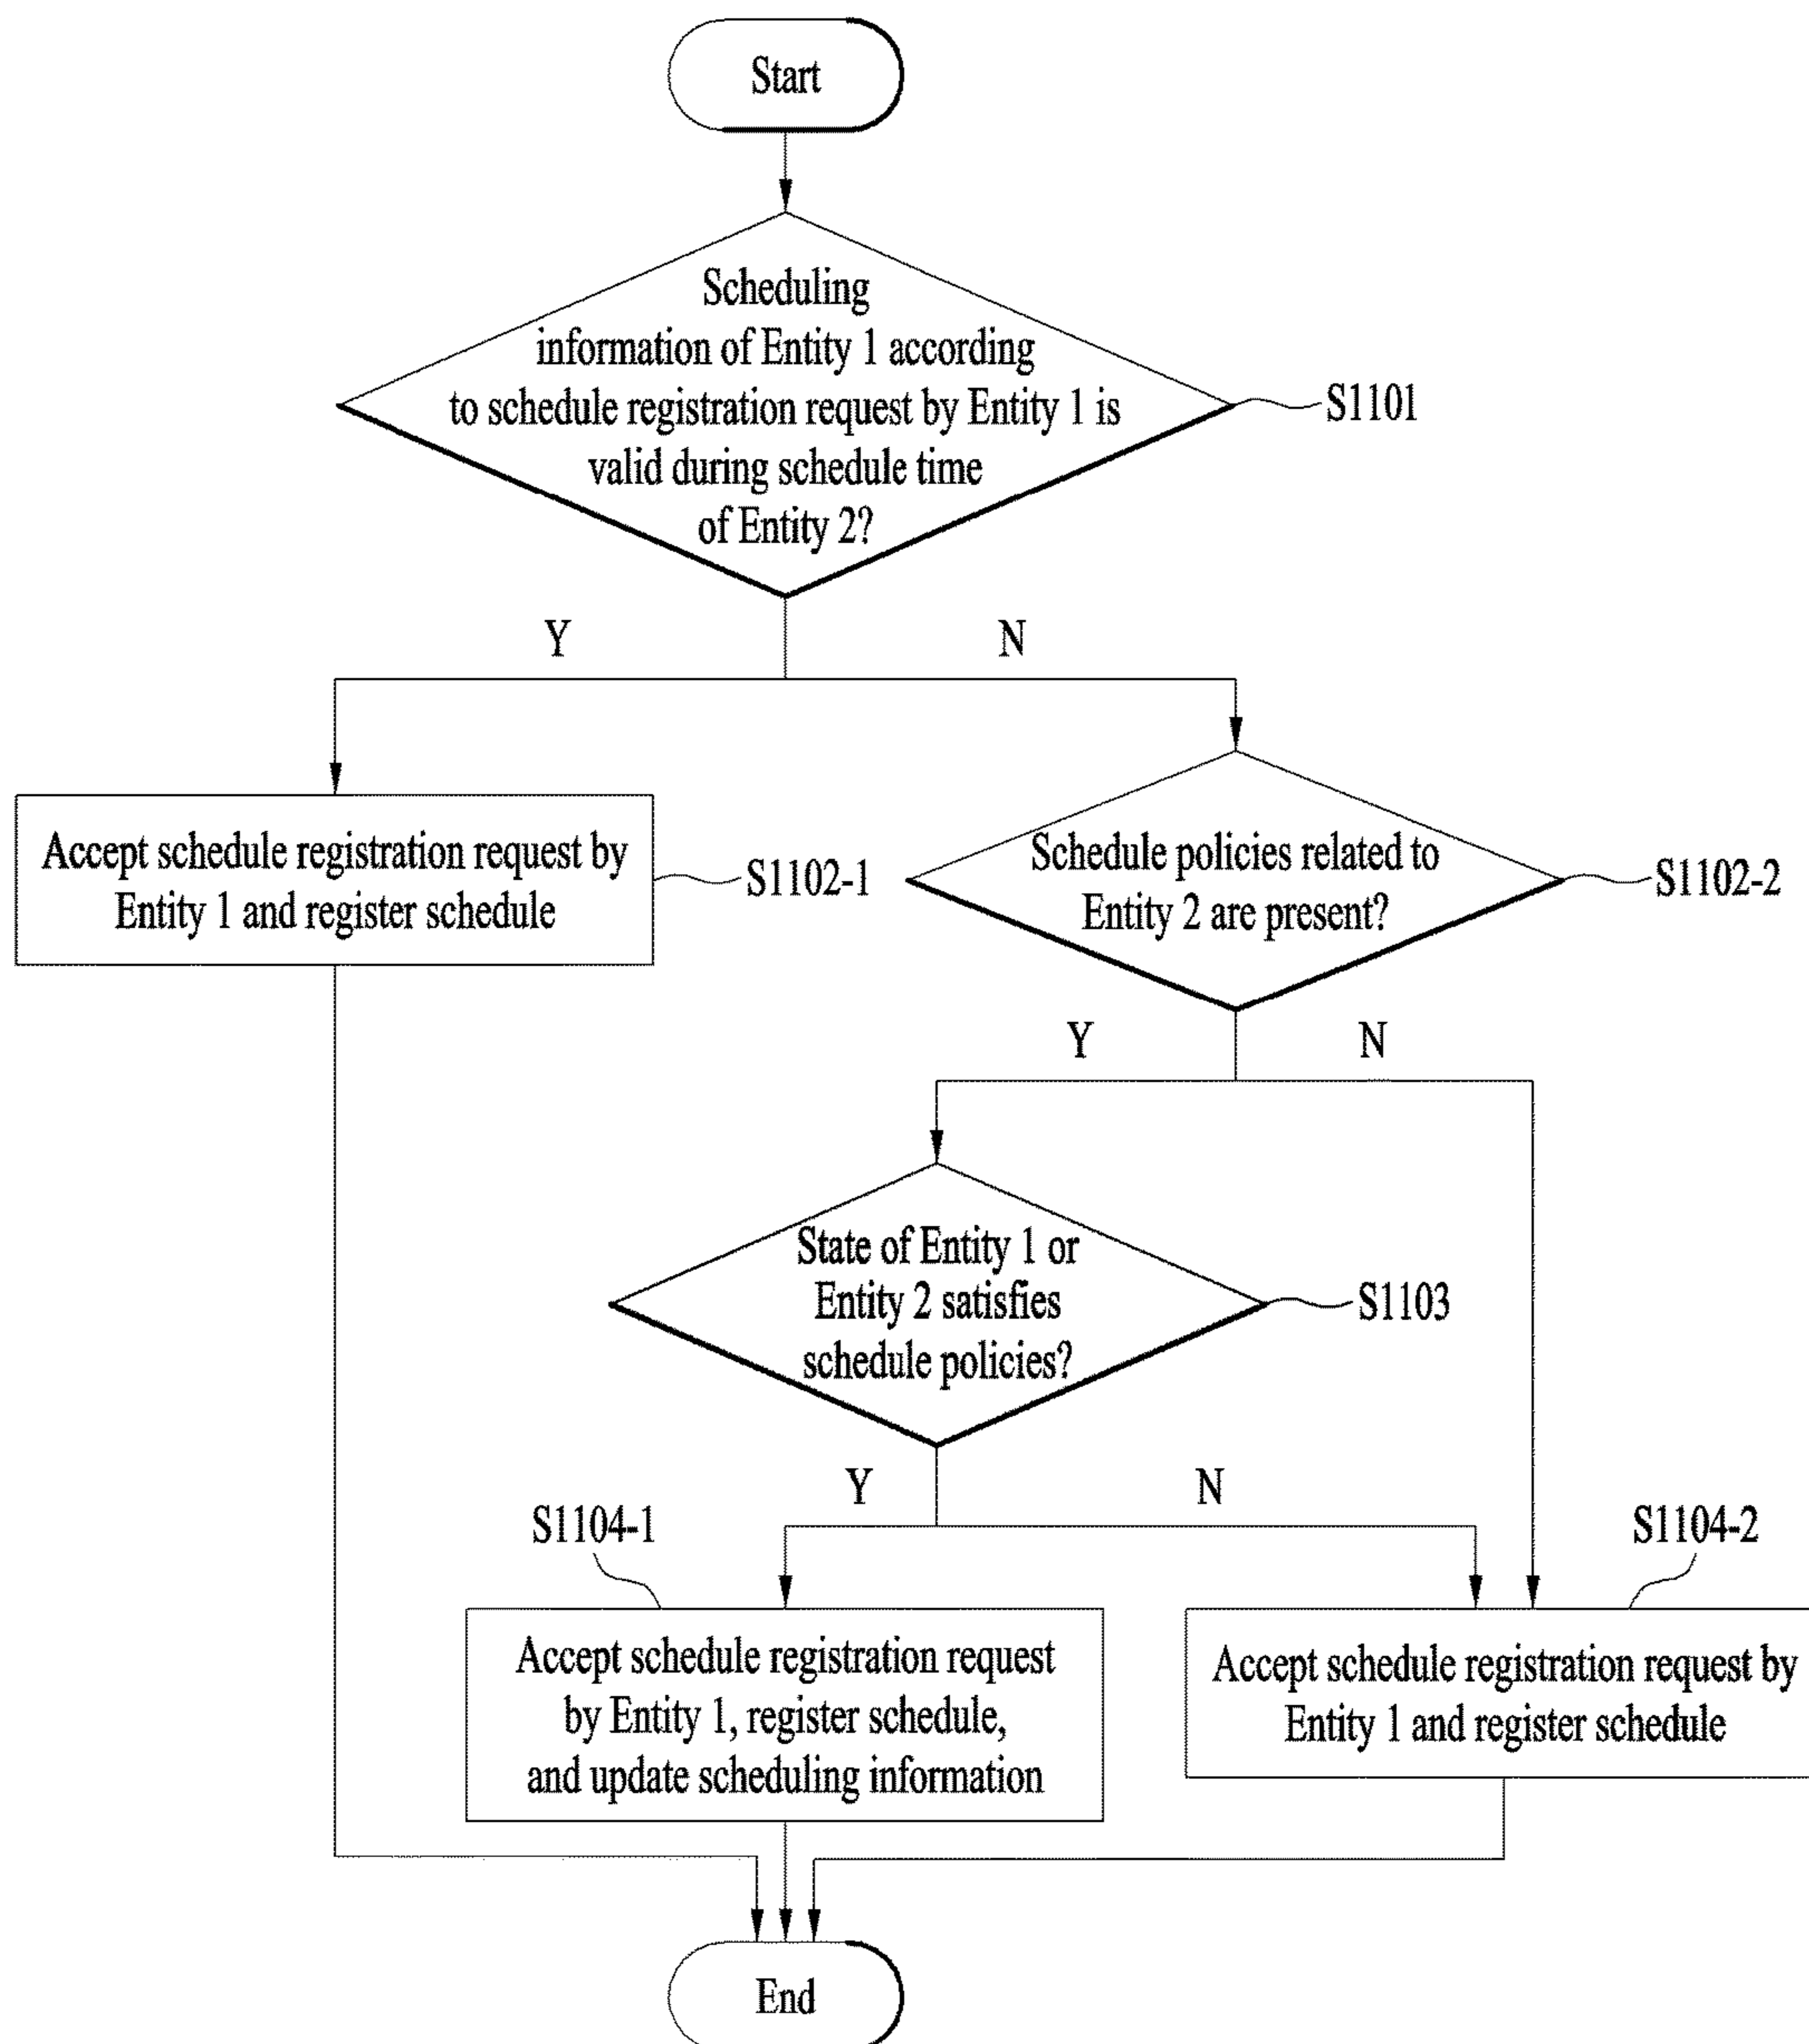 Start
Scheduling
information of Entity 1 according
to schedule registration request by Entity 1 is
valid during schedule time
of Entity 2?
S1101
Y
N
Accept schedule registration request by
Entity 1 and register schedule
S1102-1
Schedule policies related to
Entity 2 are present?
S1102-2
Y
N
State of Entity 1 or
Entity 2 satisfies
schedule policies?
S1103
Y
N
S1104-1
S1104-2
Accept schedule registration request
by Entity 1, register schedule,
and update scheduling information
Accept schedule registration request by
Entity 1 and register schedule
End